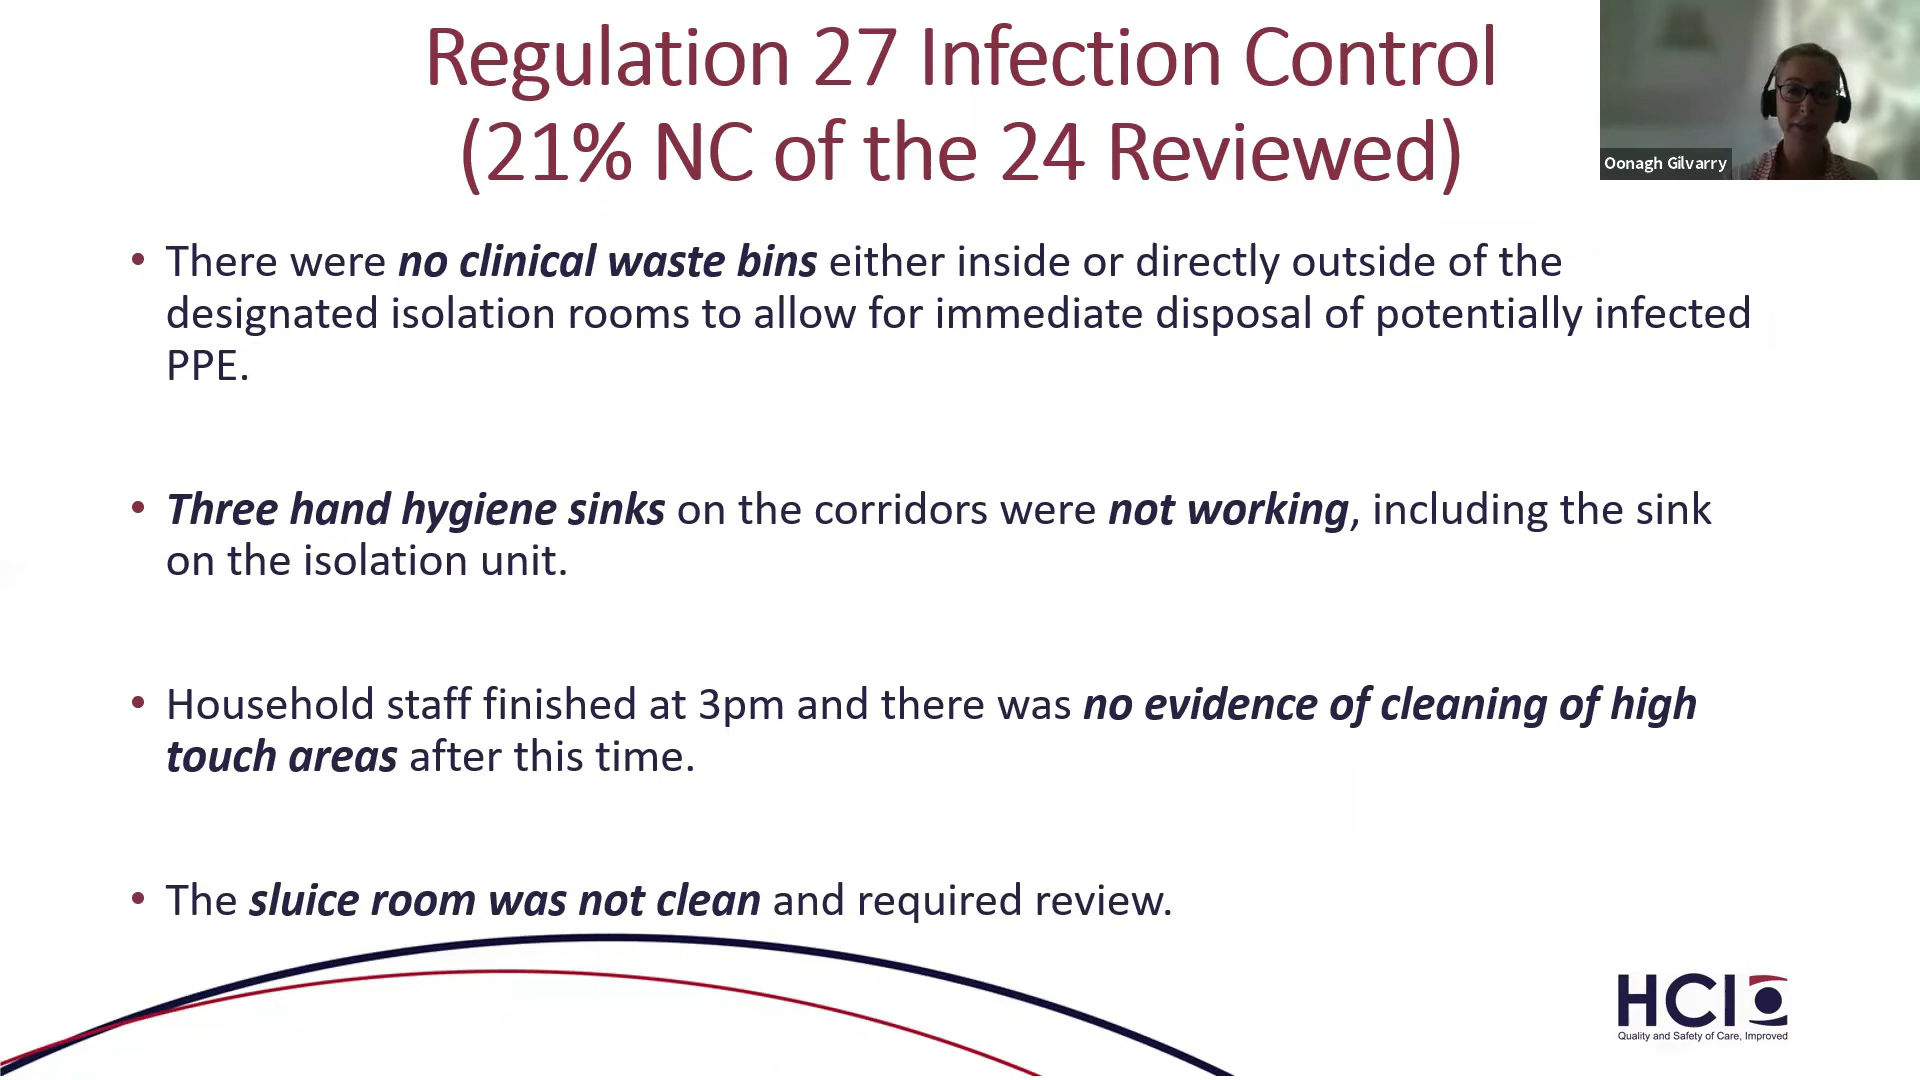 Regulation 27 Infection Control
(21% NC of the 24 Reviewed)
Oonagh Gilvarry
• There were no clinical waste bins either inside or directly outside of the
designated isolation rooms to allow for immediate disposal of potentially infected
PPE.
• Three hand hygiene sinks on the corridors were not working, including the sink
on the isolation unit.
• Household staff finished at 3pm and there was no evidence of cleaning of high
touch areas after this time.
• The sluice room was not clean and required review.
HCI
Quality and Safety of Care, Improved